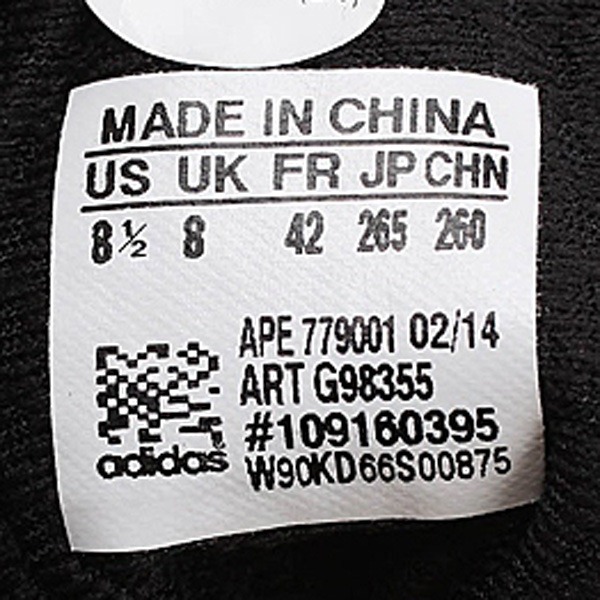 MADE IN CHINA
US UK FR JP CHN
8½ 8 42 265 260
APE 779001 02/14
ART G98355
#109160395
adidas W90KD66S00875